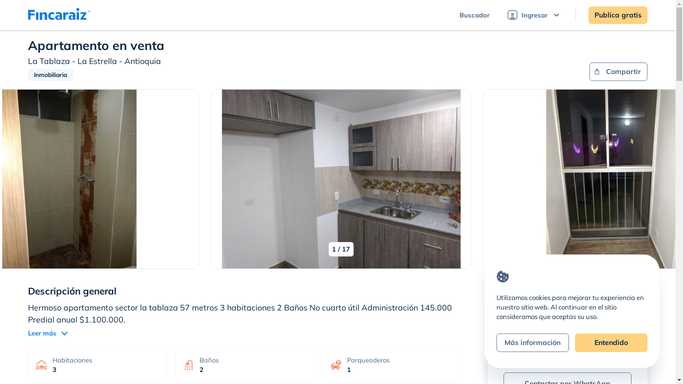 Fincaraiz
Buscador
Ingresar
Publica gratis
Apartamento en venta
La Tablaza - La Estrella - Antioquia
Inmobiliaria
Compartir
1 / 17
Descripción general
Hermoso apartamento sector la tablaza 57 metros 3 habitaciones 2 Baños No cuarto útil Administración 145.000
Predial anual $1.100.000.
Leer más
Habitaciones
3
Baños
2
Parqueaderos
1
Utilizamos cookies para mejorar tu experiencia en
nuestro sitio web. Al continuar en el sitio
consideramos que aceptas su uso.
Más información
Entendido
Contactar por WhatsApp